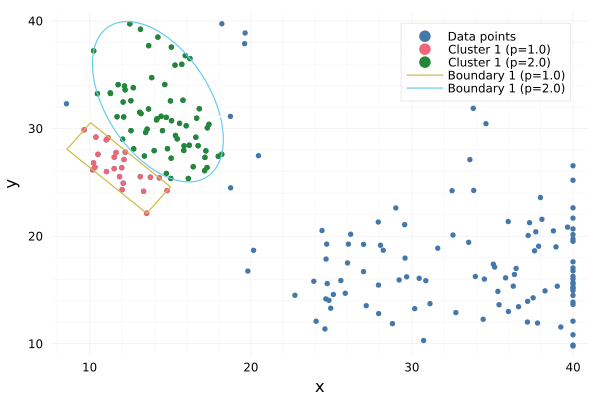 40
30
20
10
y
10
20
30
40
x
Data points
Cluster 1 (p=1.0)
Cluster 1 (p=2.0)
Boundary 1 (p=1.0)
Boundary 1 (p=2.0)